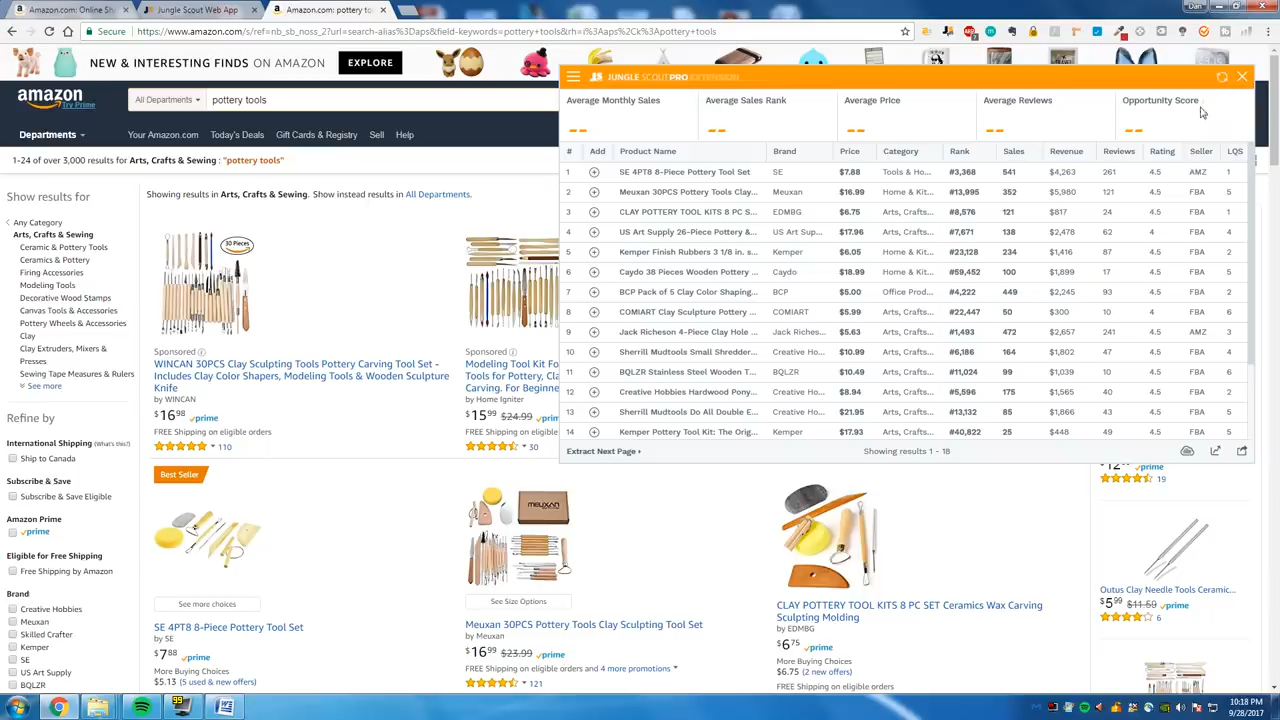 Amazon.com: Online Sh
Jungle Scout Web App
Amazon.com: pottery t
Dan
Secure
https://www.amazon.com/s/ref=nb_sb_noss_2?url=search-alias%3Daps&field-keywords=pottery+tools&rh=i%3Aaps%2Ck%3Apottery+tools
NEW & INTERESTING FINDS ON AMAZON
EXPLORE
amazon
Try Prime
All Departments
pottery tools
Departments
Your Amazon.com
Today's Deals
Gift Cards & Registry
Sell
Help
1-24 of over 3,000 results for Arts, Crafts & Sewing : "pottery tools"
Show results for
Any Category
Arts, Crafts & Sewing
Ceramic & Pottery Tools
Ceramics & Pottery
Firing Accessories
Modeling Tools
Decorative Wood Stamps
Canvas Tools & Accessories
Pottery Wheels & Accessories
Clay
Clay Extruders, Mixers &
Presses
Sewing Tape Measures & Rulers
See more
Refine by
International Shipping (What's this?)
Ship to Canada
Subscribe & Save
Subscribe & Save Eligible
Amazon Prime
prime
Eligible for Free Shipping
Free Shipping by Amazon
Brand
Creative Hobbies
Meuxan
Skilled Crafter
Kemper
SE
US Art Supply
BQLZR
Showing results in Arts, Crafts & Sewing. Show instead results in All Departments.
30 Pieces
Sponsored
WINCAN 30PCS Clay Sculpting Tools Pottery Carving Tool Set -
Includes Clay Color Shapers, Modeling Tools & Wooden Sculpture
Knife
by WINCAN
$16 98 prime
FREE Shipping on eligible orders
110
Sponsored
Modeling Tool Kit Fo
Tools for Pottery, Cla
Carving. For Beginne
by Home Igniter
$15 99 $24.99 prim
FREE Shipping on eligible
30
Best Seller
See more choices
SE 4PT8 8-Piece Pottery Tool Set
by SE
$7 88 prime
More Buying Choices
$5.13 (5 used & new offers)
MEUXAN
See Size Options
Meuxan 30PCS Pottery Tools Clay Sculpting Tool Set
by Meuxan
$16 99 $23.99 prime
FREE Shipping on eligible orders and 4 more promotions
121
CLAY POTTERY TOOL KITS 8 PC SET Ceramics Wax Carving
Sculpting Molding
by EDMBG
$6 75 prime
More Buying Choices
$6.75 (2 new offers)
FREE Shipping on eligible orders
prime
19
Outus Clay Needle Tools Ceramic...
$5 99 $11.59 prime
6
JUNGLE SCOUT PRO EXTENSION
Average Monthly Sales
--
Average Sales Rank
--
Average Price
--
Average Reviews
--
Opportunity Score
--
# Add Product Name Brand Price Category Rank Sales Revenue Reviews Rating Seller LQS
1 SE 4PT8 8-Piece Pottery Tool Set SE $7.88 Tools & Ho... #3,368 541 $4,263 261 4.5 AMZ 1
2 Meuxan 30PCS Pottery Tools Clay... Meuxan $16.99 Home & Kit... #13,995 352 $5,980 121 4.5 FBA 5
3 CLAY POTTERY TOOL KITS 8 PC S... EDMBG $6.75 Arts, Crafts... #8,576 121 $817 24 4.5 FBA 1
4 US Art Supply 26-Piece Pottery &... US Art Sup... $17.96 Arts, Crafts... #7,671 138 $2,478 62 4 FBA 4
5 Kemper Finish Rubbers 3 1/8 in. s... Kemper $6.05 Home & Kit... #23,128 234 $1,416 87 4.5 FBA 2
6 Caydo 38 Pieces Wooden Pottery ... Caydo $18.99 Home & Kit... #59,452 100 $1,899 17 4.5 FBA 5
7 BCP Pack of 5 Clay Color Shaping... BCP $5.00 Office Prod... #4,222 449 $2,245 93 4.5 FBA 2
8 COMIART Clay Sculpture Pottery ... COMIART $5.99 Arts, Crafts... #22,447 50 $300 10 4 FBA 6
9 Jack Richeson 4-Piece Clay Hole ... Jack Riches... $5.63 Arts, Crafts... #1,493 472 $2,657 241 4.5 AMZ 3
10 Sherrill Mudtools Small Shredder... Creative Ho... $10.99 Arts, Crafts... #6,186 164 $1,802 47 4.5 FBA 4
11 BQLZR Stainless Steel Wooden T... BQLZR $10.49 Arts, Crafts... #11,024 99 $1,039 10 4.5 FBA 6
12 Creative Hobbies Hardwood Pony... Creative Ho... $8.94 Arts, Crafts... #5,596 175 $1,565 40 4.5 FBA 2
13 Sherrill Mudtools Do All Double E... Creative Ho... $21.95 Arts, Crafts... #13,132 85 $1,866 43 4.5 FBA 5
14 Kemper Pottery Tool Kit: The Orig... Kemper $17.93 Arts, Crafts... #40,822 25 $448 49 4.5 FBA 5
Extract Next Page
Showing results 1 - 18
10:18 PM
9/28/2017